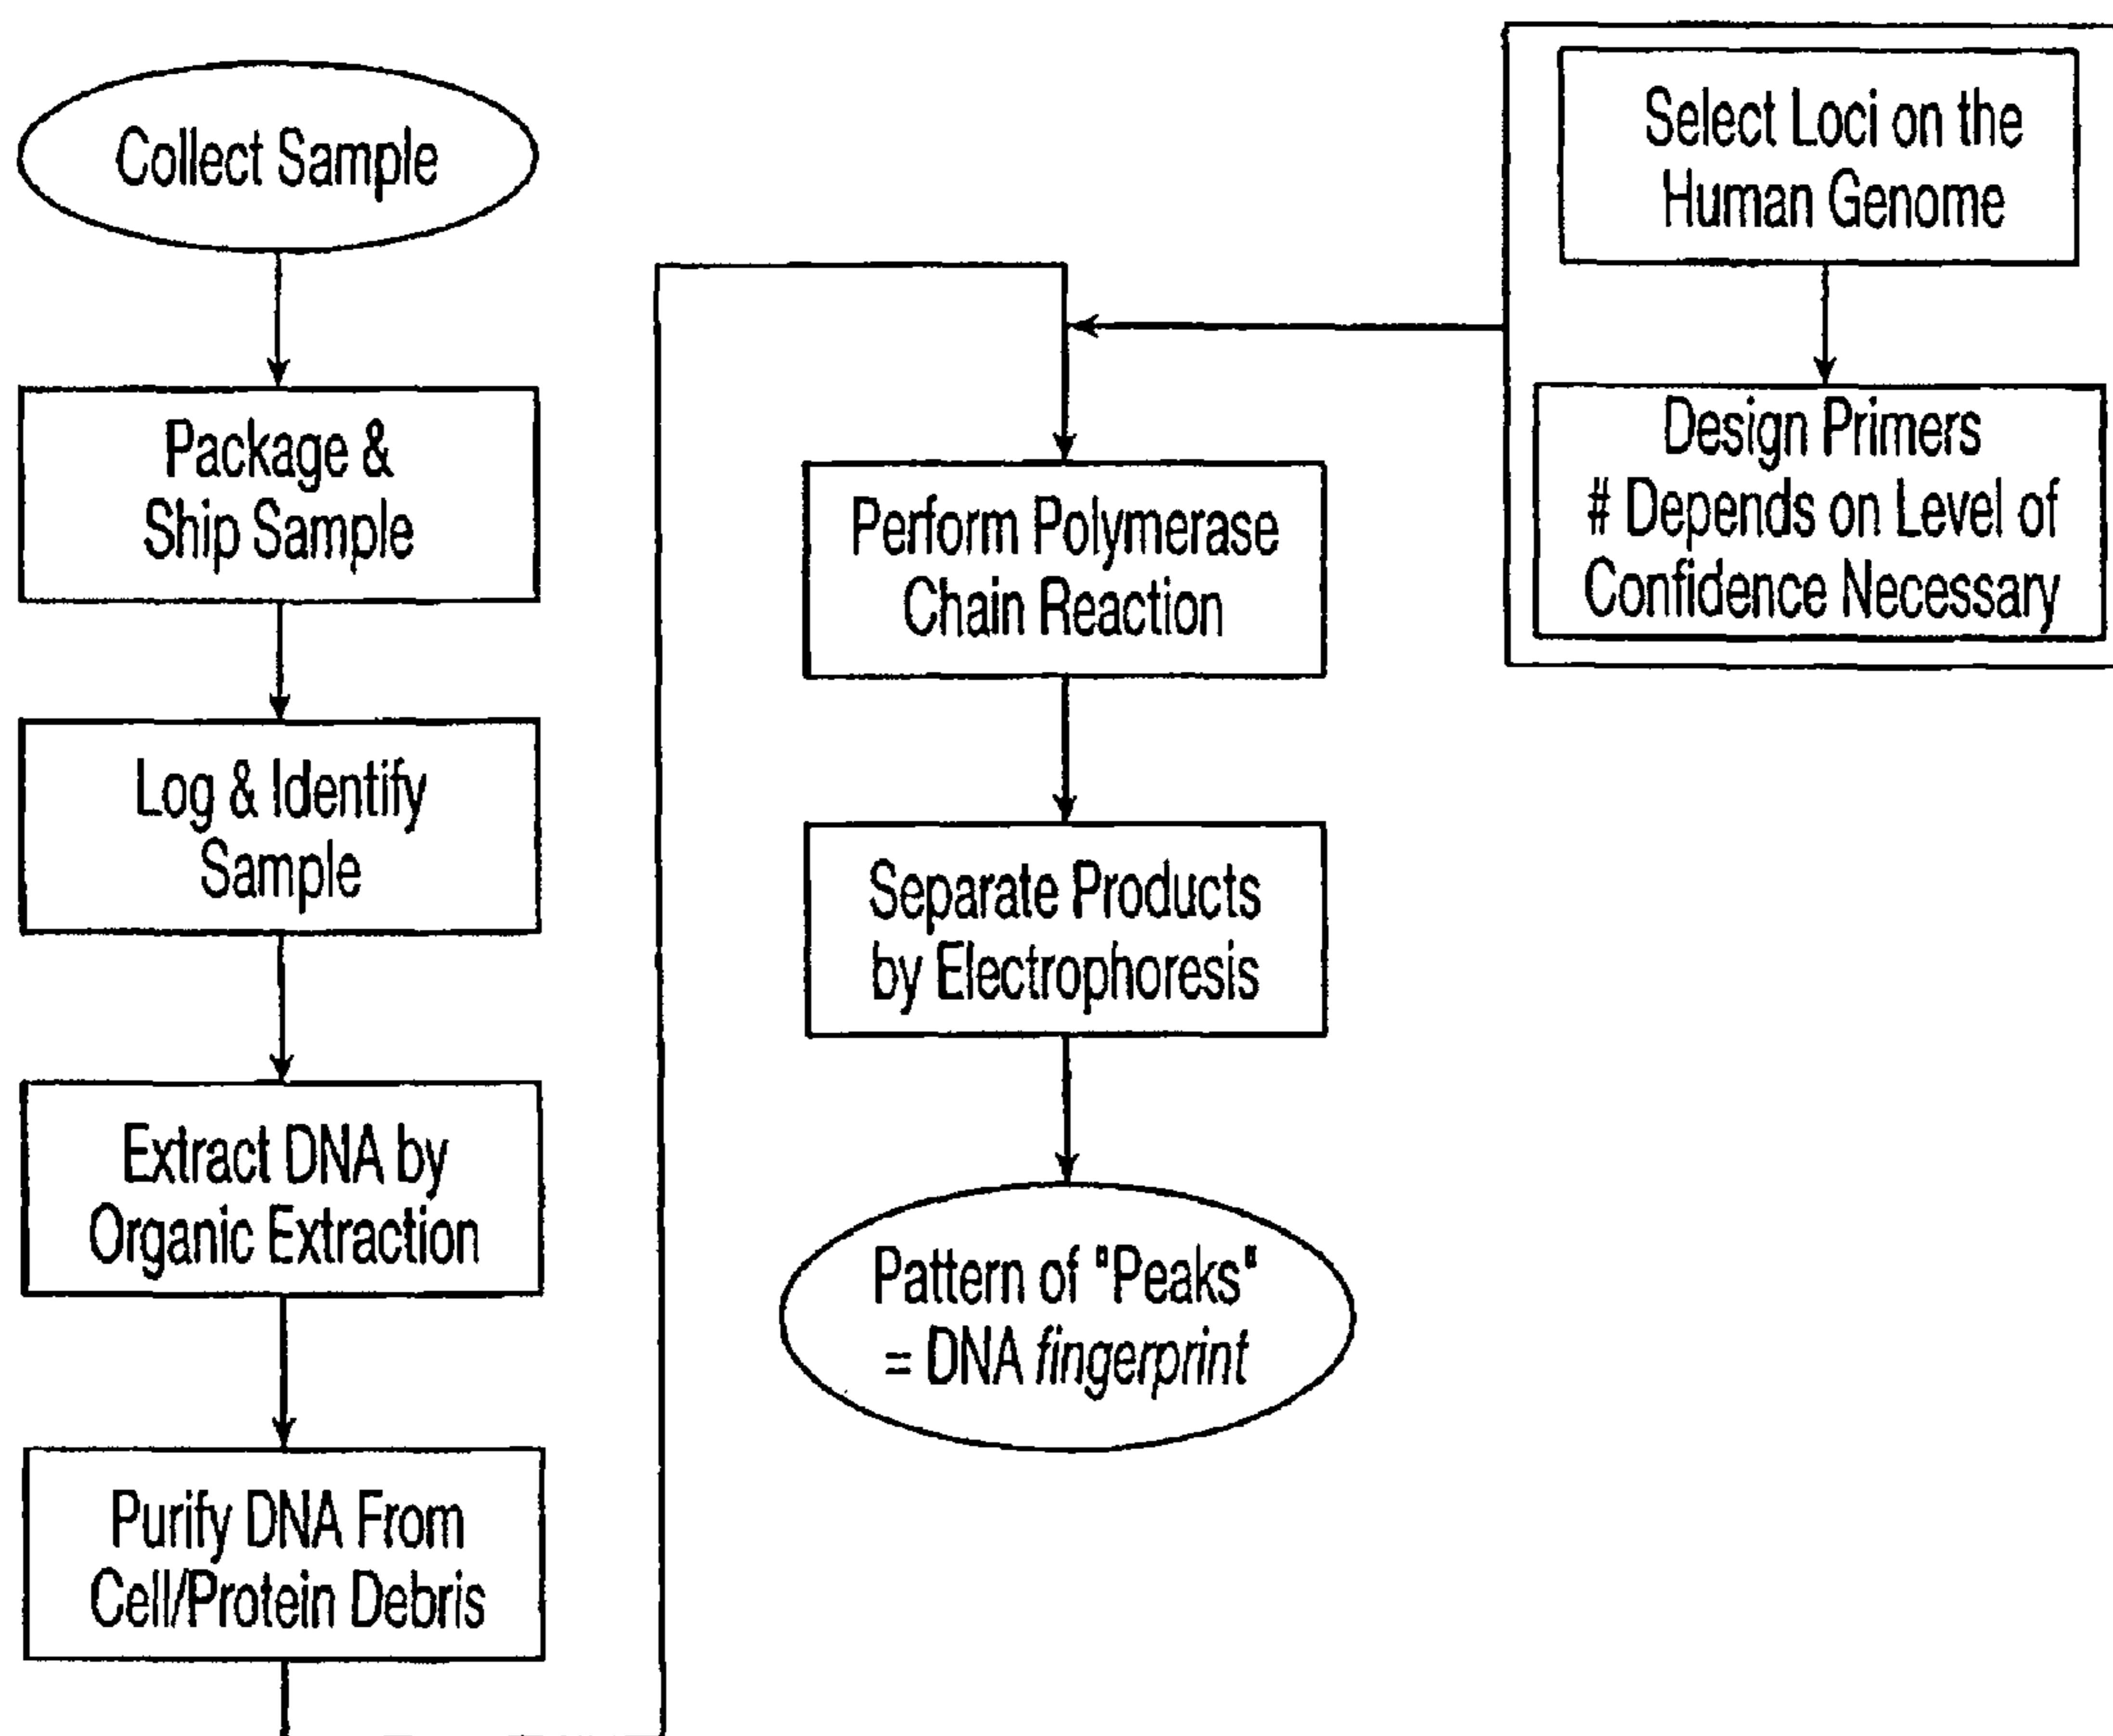 Collect Sample
Package &
Ship Sample
Log & Identify
Sample
Extract DNA by
Organic Extraction
Purify DNA From
Cell/Protein Debris
Perform Polymerase
Chain Reaction
Separate Products
by Electrophoresis
Pattern of "Peaks"
= DNA fingerprint
Select Loci on the
Human Genome
Design Primers
# Depends on Level of
Confidence Necessary